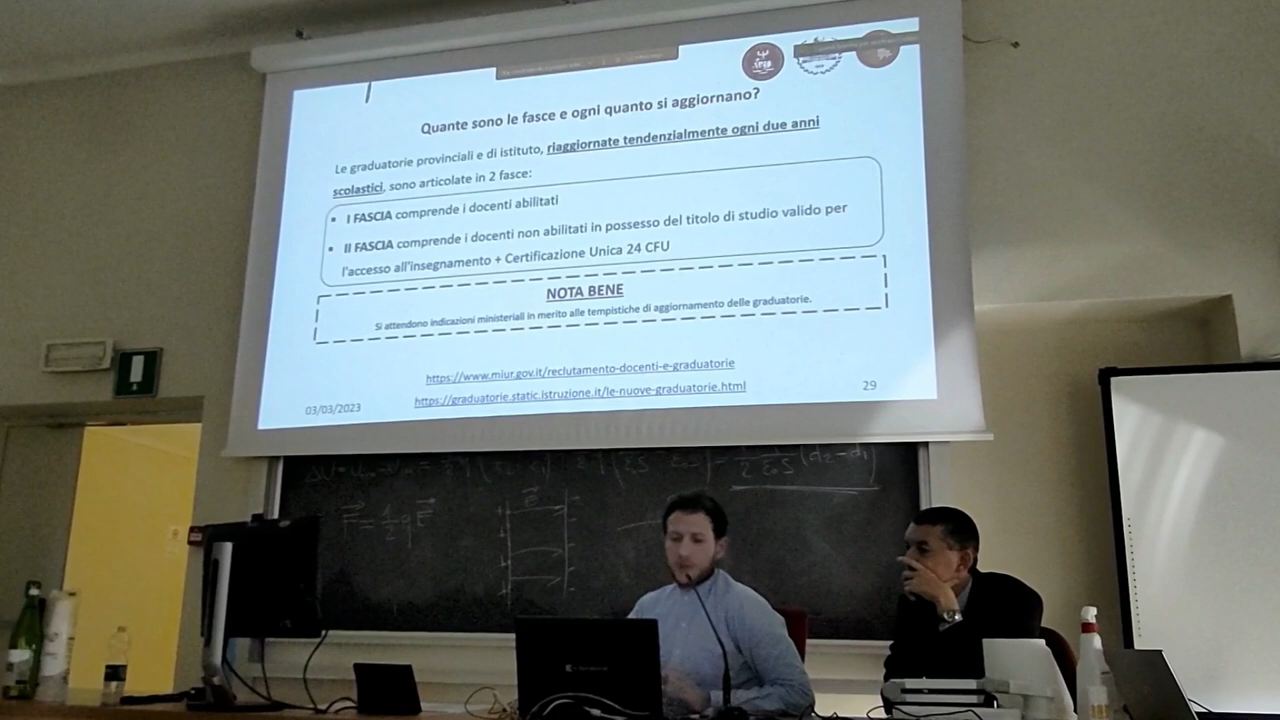 Quante sono le fasce e ogni quanto si aggiornano?
Le graduatorie provinciali e di istituto, riaggiornate tendenzialmente ogni due anni
scolastici, sono articolate in 2 fasce:
▪ I FASCIA comprende i docenti abilitati
▪ II FASCIA comprende i docenti non abilitati in possesso del titolo di studio valido per
l'accesso all'insegnamento + Certificazione Unica 24 CFU
NOTA BENE
Si attendono indicazioni ministeriali in merito alle tempistiche di aggiornamento delle graduatorie.
https://www.miur.gov.it/reclutamento-docenti-e-graduatorie
https://graduatorie.static.istruzione.it/le-nuove-graduatorie.html
03/03/2023
29